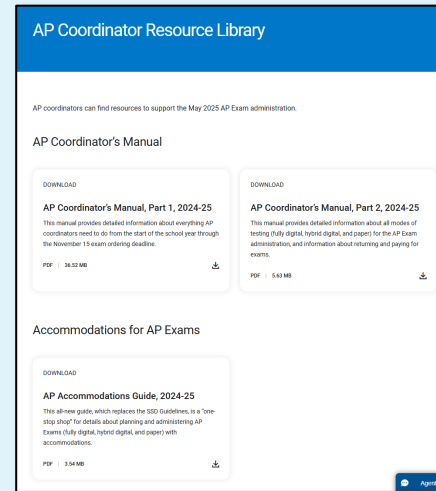 AP Coordinator Resource Library
AP coordinators can find resources to support the May 2025 AP Exam administration.
AP Coordinator's Manual
DOWNLOAD
AP Coordinator's Manual, Part 1, 2024-25
This manual provides detailed information about everything AP
coordinators need to do from the start of the school year through
the November 15 exam ordering deadline.
PDF | 36.52 MB
DOWNLOAD
AP Coordinator's Manual, Part 2, 2024-25
This manual provides detailed information about all modes of
testing (fully digital, hybrid digital, and paper) for the AP Exam
administration, and information about returning and paying for
exams.
PDF | 5.63 MB
Accommodations for AP Exams
DOWNLOAD
AP Accommodations Guide, 2024-25
This all-new guide, which replaces the SSD Guidelines, is a "one-
stop shop" for details about planning and administering AP
Exams (fully digital, hybrid digital, and paper) with
accommodations.
PDF | 3.54 MB
Agent